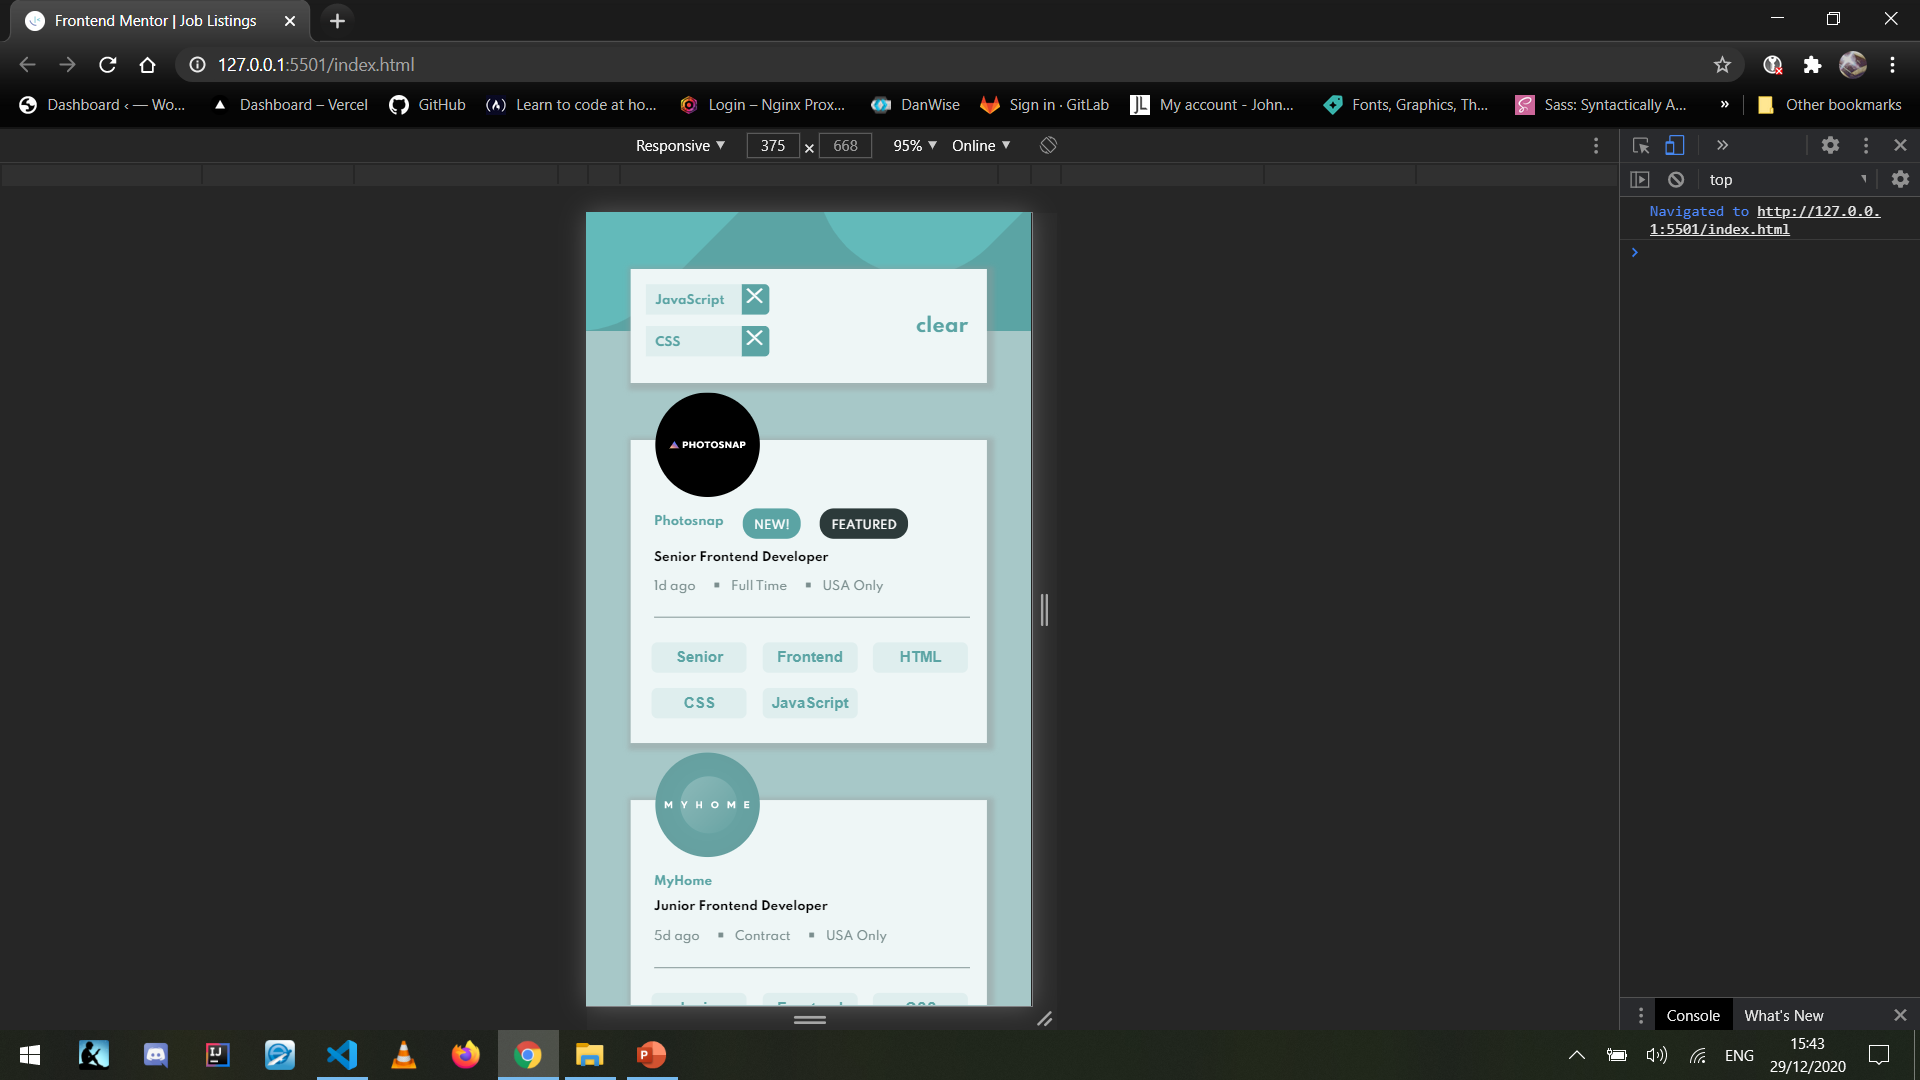 Frontend Mentor | Job Listings
127.0.0.1:5501/index.html
Dashboard ‹ — Wo... Dashboard – Vercel GitHub Learn to code at ho... Login – Nginx Prox... DanWise Sign in · GitLab My account - John... Fonts, Graphics, Th... Sass: Syntactically A... » Other bookmarks
Responsive 375 × 668 95% Online
top
Navigated to http://127.0.0.
1:5501/index.html
JavaScript
CSS
clear
PHOTOSNAP
Photosnap NEW! FEATURED
Senior Frontend Developer
1d ago Full Time USA Only
Senior Frontend HTML
CSS JavaScript
MYHOME
MyHome
Junior Frontend Developer
5d ago Contract USA Only
Console What's New
ENG 15:43
29/12/2020